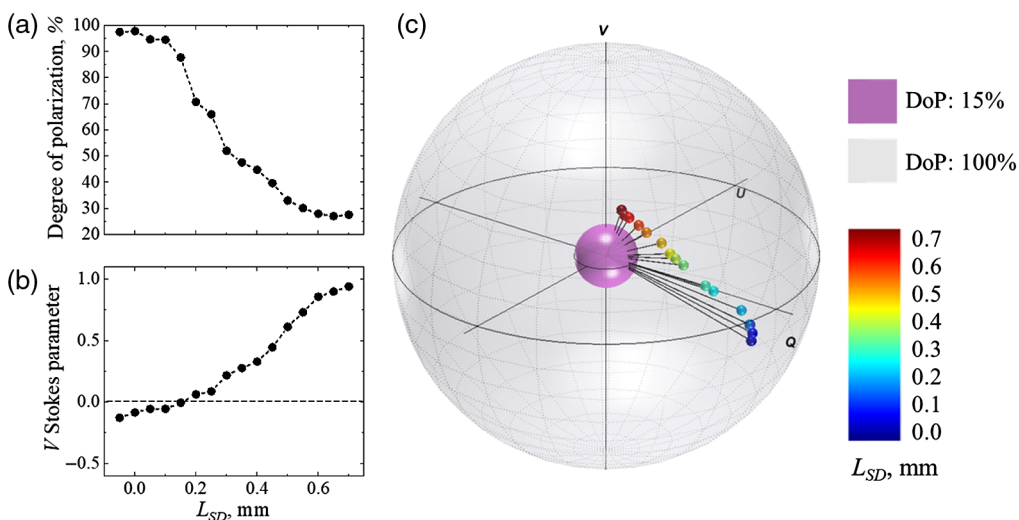 (a)
Degree of polarization, %
100
90
80
70
60
50
40
30
20
(b)
V Stokes parameter
1.0
0.5
0.0
−0.5
0.0 0.2 0.4 0.6
L_SD, mm
(c)
V
U
Q
DoP: 15%
DoP: 100%
0.7
0.6
0.5
0.4
0.3
0.2
0.1
0.0
L_SD, mm